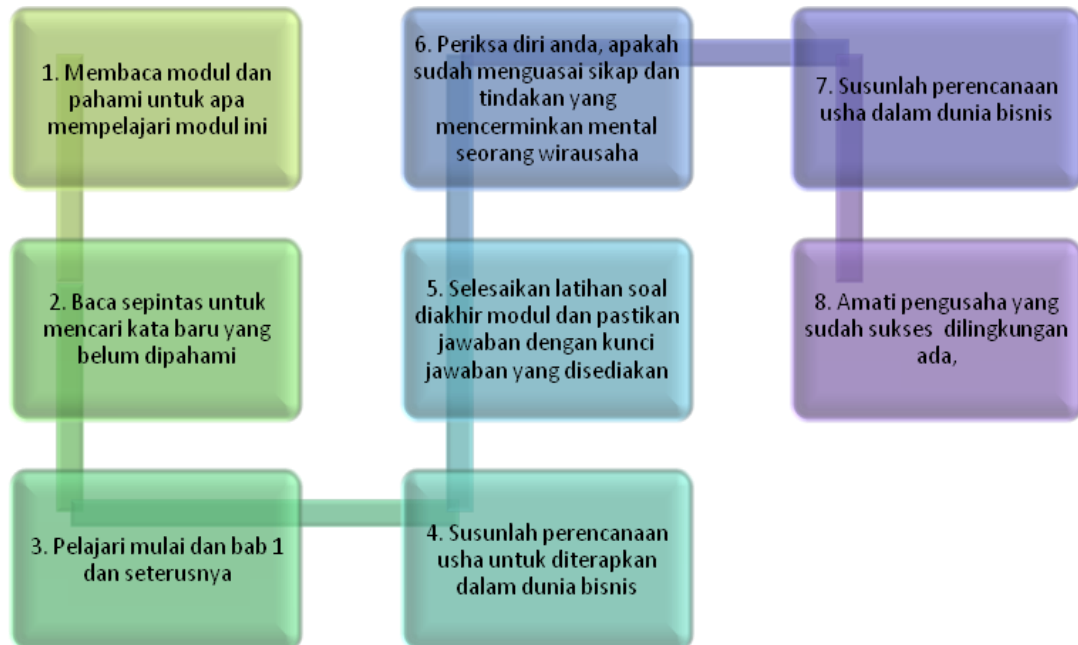 1. Membaca modul dan
pahami untuk apa
mempelajari modul ini
2. Baca sepintas untuk
mencari kata baru yang
belum dipahami
3. Pelajari mulai dan bab 1
dan seterusnya
4. Susunlah perencanaan
usha untuk diterapkan
dalam dunia bisnis
5. Selesaikan latihan soal
diakhir modul dan pastikan
jawaban dengan kunci
jawaban yang disediakan
6. Periksa diri anda, apakah
sudah menguasai sikap dan
tindakan yang
mencerminkan mental
seorang wirausaha
7. Susunlah perencanaan
usha dalam dunia bisnis
8. Amati pengusaha yang
sudah sukses dilingkungan
ada,